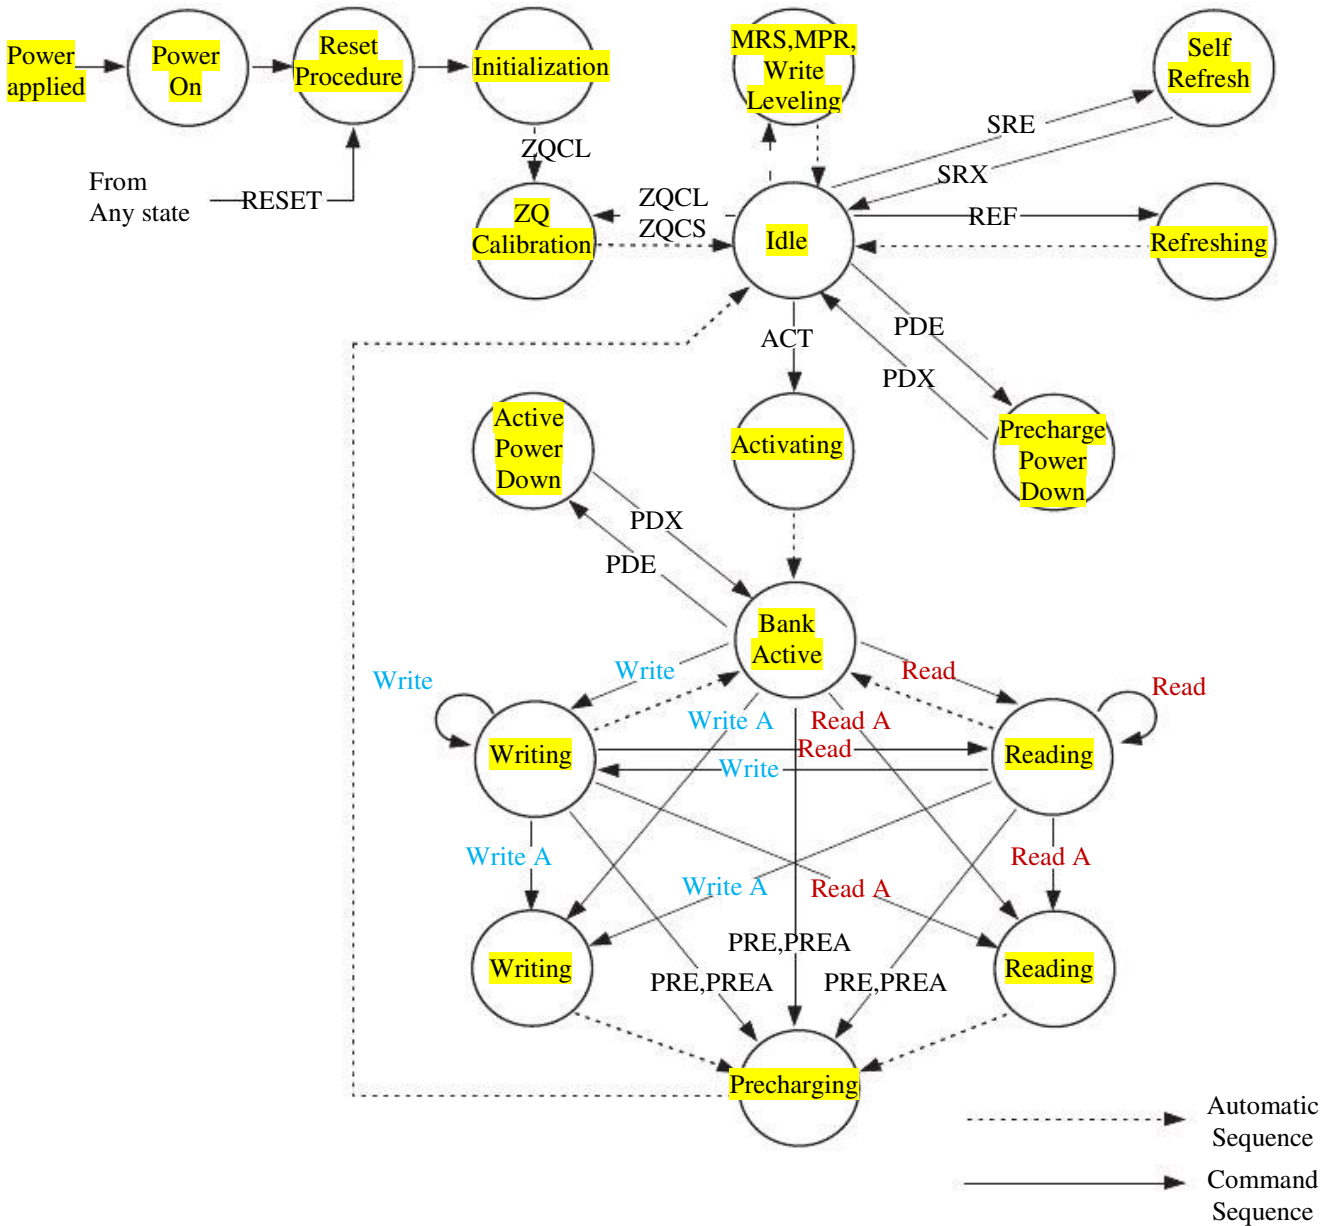 Power
applied
Power
On
Reset
Procedure
Initialization
MRS,MPR,
Write
Leveling
Self
Refresh
From
Any state
RESET
ZQCL
SRE
SRX
ZQ
Calibration
ZQCL
ZQCS
Idle
REF
Refreshing
ACT
PDE
PDX
Active
Power
Down
Activating
Precharge
Power
Down
PDX
PDE
Bank
Active
Write
Write
Read
Read
Write A
Read A
Writing
Read
Write
Reading
Write A
Write A
Read A
Read A
Writing
PRE,PREA
PRE,PREA
PRE,PREA
Reading
Precharging
Automatic
Sequence
Command
Sequence